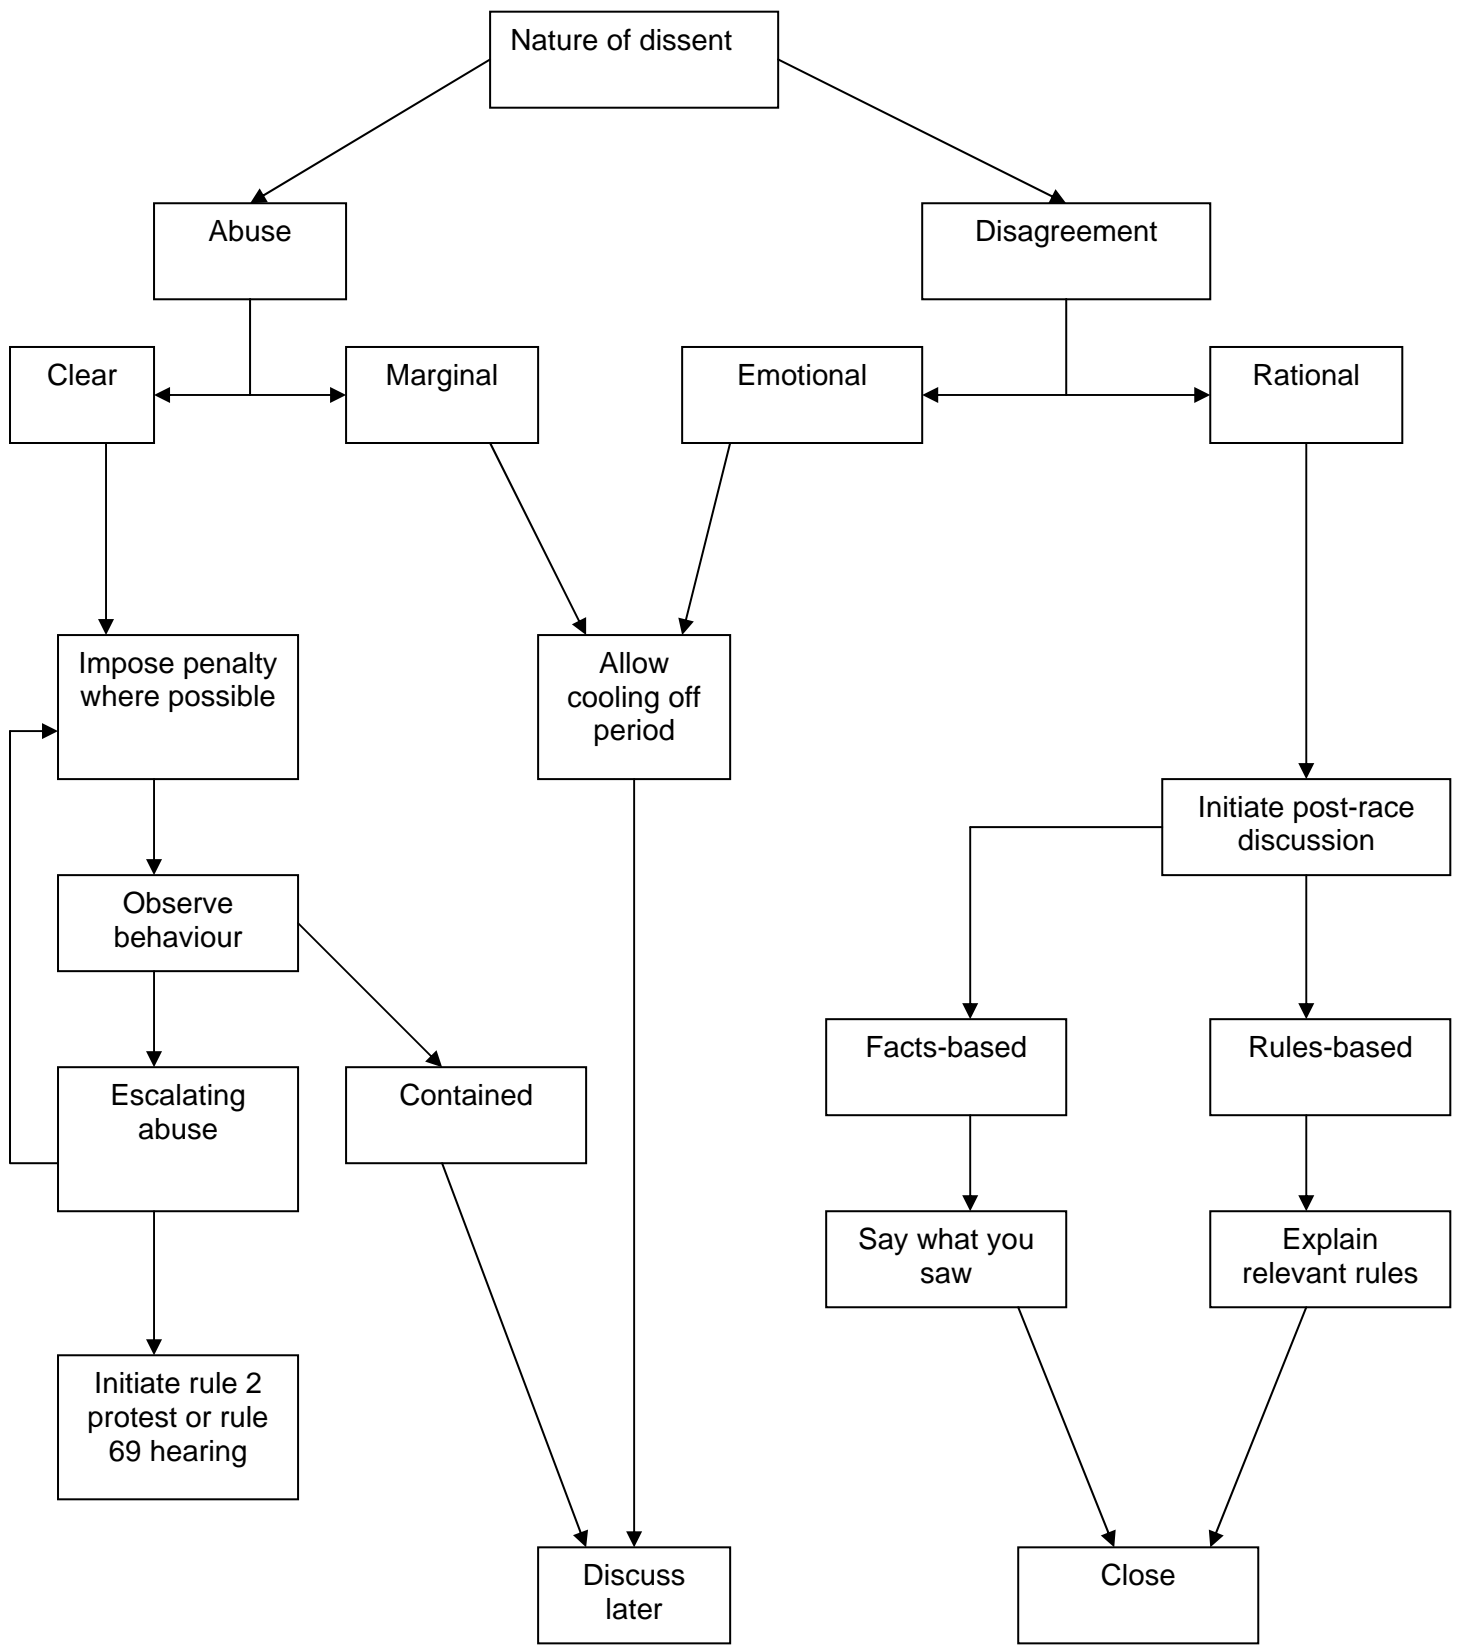 Nature of dissent
Abuse
Disagreement
Clear
Marginal
Emotional
Rational
Impose penalty
where possible
Allow
cooling off
period
Initiate post-race
discussion
Observe
behaviour
Facts-based
Rules-based
Escalating
abuse
Contained
Say what you
saw
Explain
relevant rules
Initiate rule 2
protest or rule
69 hearing
Discuss
later
Close